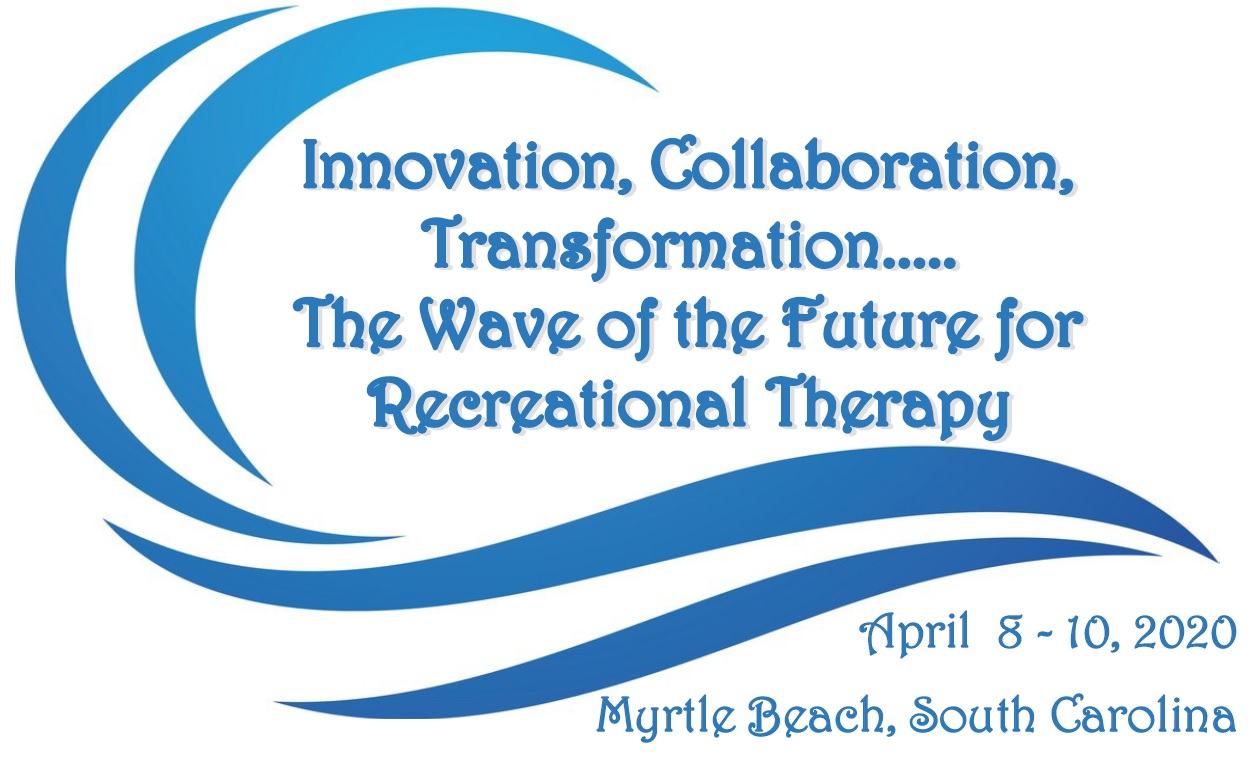 Innovation, Collaboration,
Transformation.....
The Wave of the Future for
Recreational Therapy
April 8 - 10, 2020
Myrtle Beach, South Carolina